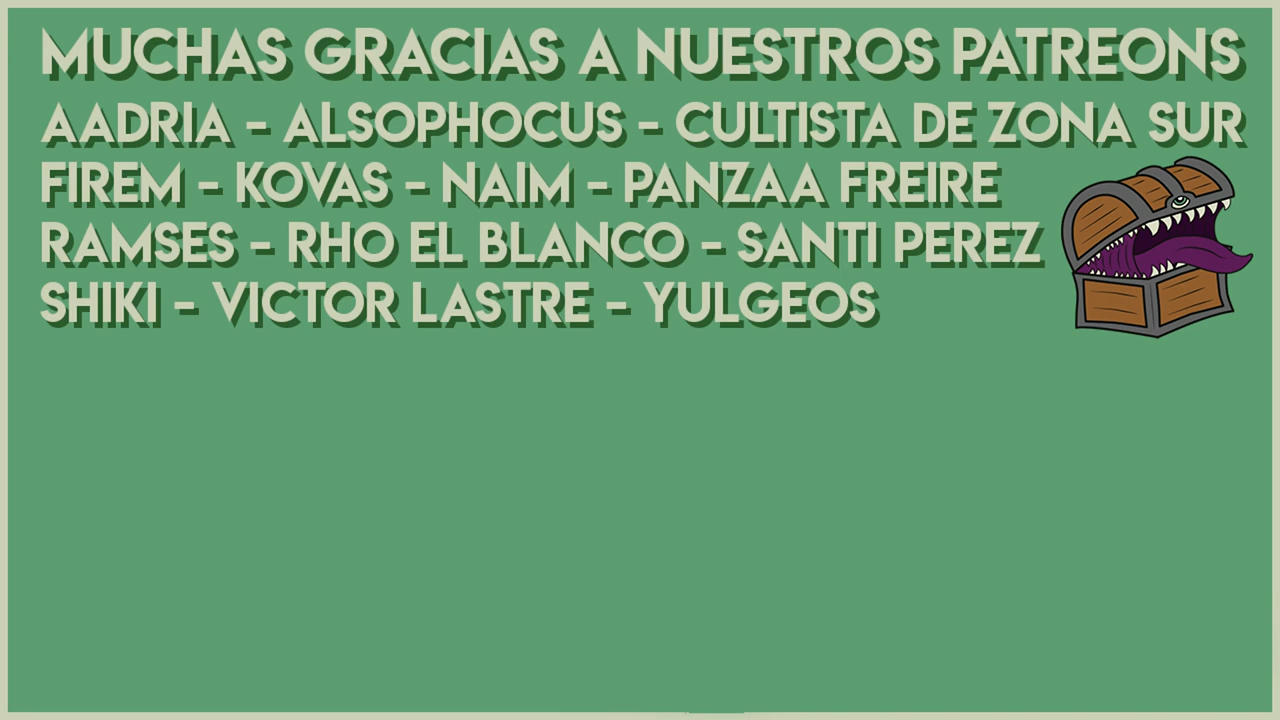 MUCHAS GRACIAS A NUESTROS PATREONS
AADRIA - ALSOPHOCUS - CULTISTA DE ZONA SUR
FIREM - KOVAS - NAIM - PANZAA FREIRE
RAMSES - RHO EL BLANCO - SANTI PEREZ
SHIKI - VICTOR LASTRE - YULGEOS